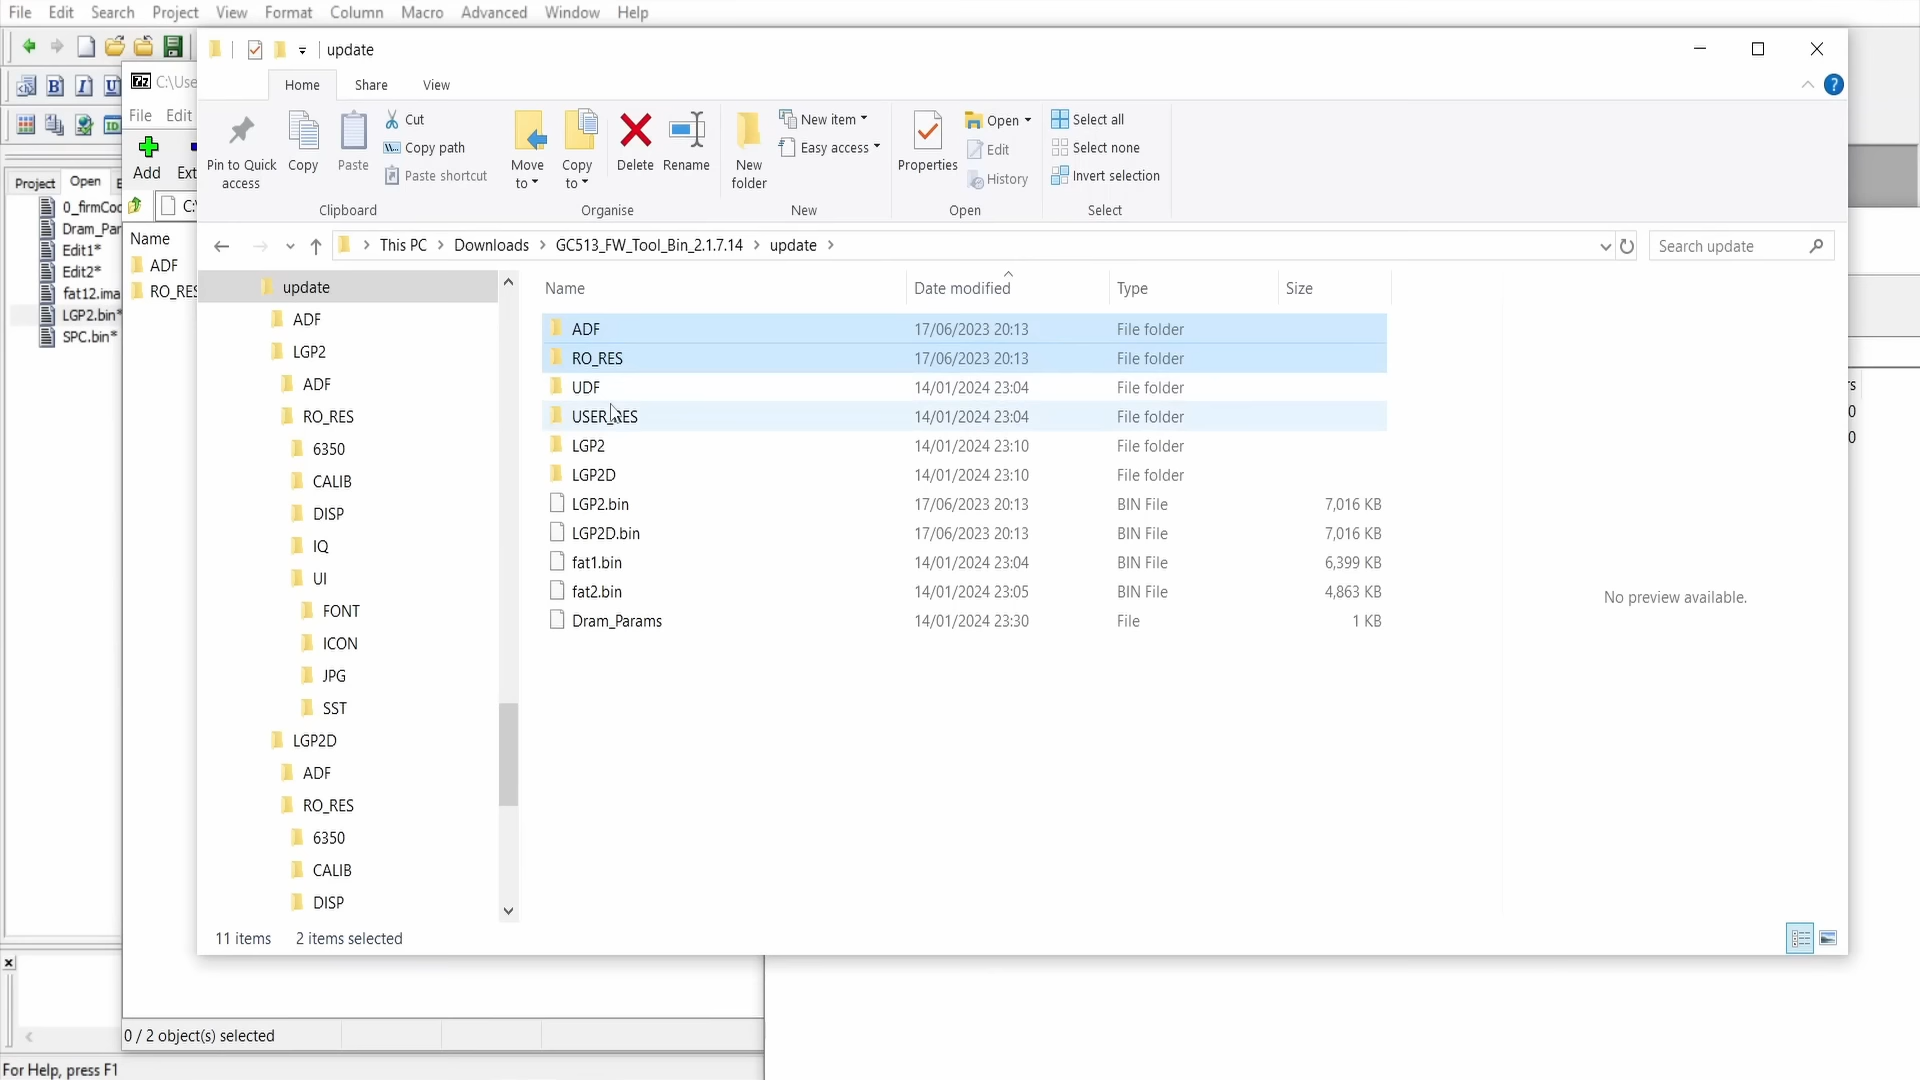 File Edit Search Project View Format Column Macro Advanced Window Help
update
C:\Use
Home Share View
File Edit
Add Ext
Pin to Quick access
Copy
Paste
Cut
Copy path
Paste shortcut
Clipboard
Move to
Copy to
Delete
Rename
Organise
New folder
New item
Easy access
New
Properties
Open
Edit
History
Open
Select all
Select none
Invert selection
Select
Project Open
This PC Downloads GC513_FW_Tool_Bin_2.1.7.14 update
Search update
0_firmCod
Dram_Par
Edit1*
Edit2*
fat12.ima
LGP2.bin*
SPC.bin*
Name
ADF
RO_RES
update
ADF
LGP2
ADF
RO_RES
6350
CALIB
DISP
IQ
UI
FONT
ICON
JPG
SST
LGP2D
ADF
RO_RES
6350
CALIB
DISP
Name Date modified Type Size
ADF 17/06/2023 20:13 File folder
RO_RES 17/06/2023 20:13 File folder
UDF 14/01/2024 23:04 File folder
USER_RES 14/01/2024 23:04 File folder
LGP2 14/01/2024 23:10 File folder
LGP2D 14/01/2024 23:10 File folder
LGP2.bin 17/06/2023 20:13 BIN File 7,016 KB
LGP2D.bin 17/06/2023 20:13 BIN File 7,016 KB
fat1.bin 14/01/2024 23:04 BIN File 6,399 KB
fat2.bin 14/01/2024 23:05 BIN File 4,863 KB
Dram_Params 14/01/2024 23:30 File 1 KB
No preview available.
11 items 2 items selected
0 / 2 object(s) selected
For Help, press F1